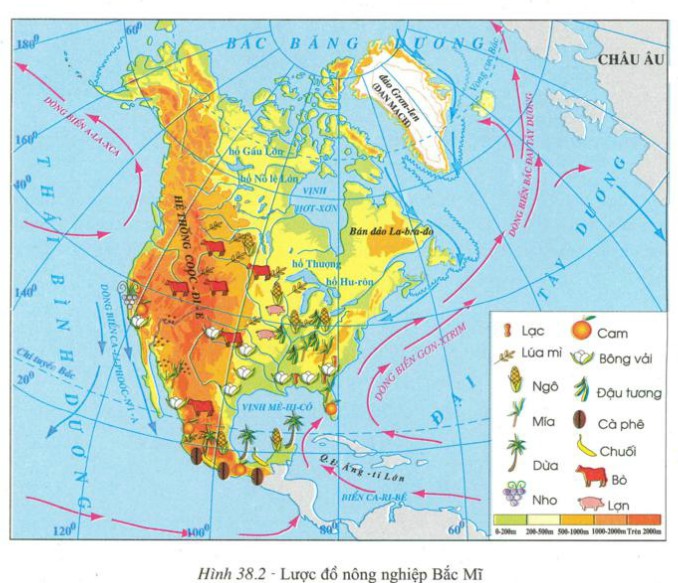 BẮC BĂNG DƯƠNG
CHÂU ÂU
Vòng cực Bắc
đảo Grơn-len
(ĐAN MẠCH)
180°
60°
160°
40°
140°
20°
120°
100°
80°
60°
DÒNG BIỂN A-LA-XCA
THÁI BÌNH DƯƠNG
hồ Gấu Lớn
hồ Nô lệ Lớn
VỊNH
HỚT-XƠN
HỆ THỐNG COỌC-ĐI-E
Bán đảo La-bra-đo
hồ Thượng
hồ Hu-rôn
DÒNG BIỂN BẮC ĐẠI TÂY DƯƠNG
ĐẠI TÂY DƯƠNG
DÒNG BIỂN GƠN-XTRIM
DÒNG BIỂN CA-LI-PHOÓC-NI-A
Chí tuyến Bắc
VỊNH MÊ-HI-CÔ
Q.Đ Ăng-ti Lớn
BIỂN CA-RI-BÊ
Lạc
Cam
Lúa mì
Bông vải
Ngô
Đậu tương
Mía
Cà phê
Dừa
Chuối
Nho
Bò
Lợn
0-200m 200-500m 500-1000m 1000-2000m Trên 2000m
Hình 38.2 - Lược đồ nông nghiệp Bắc Mĩ